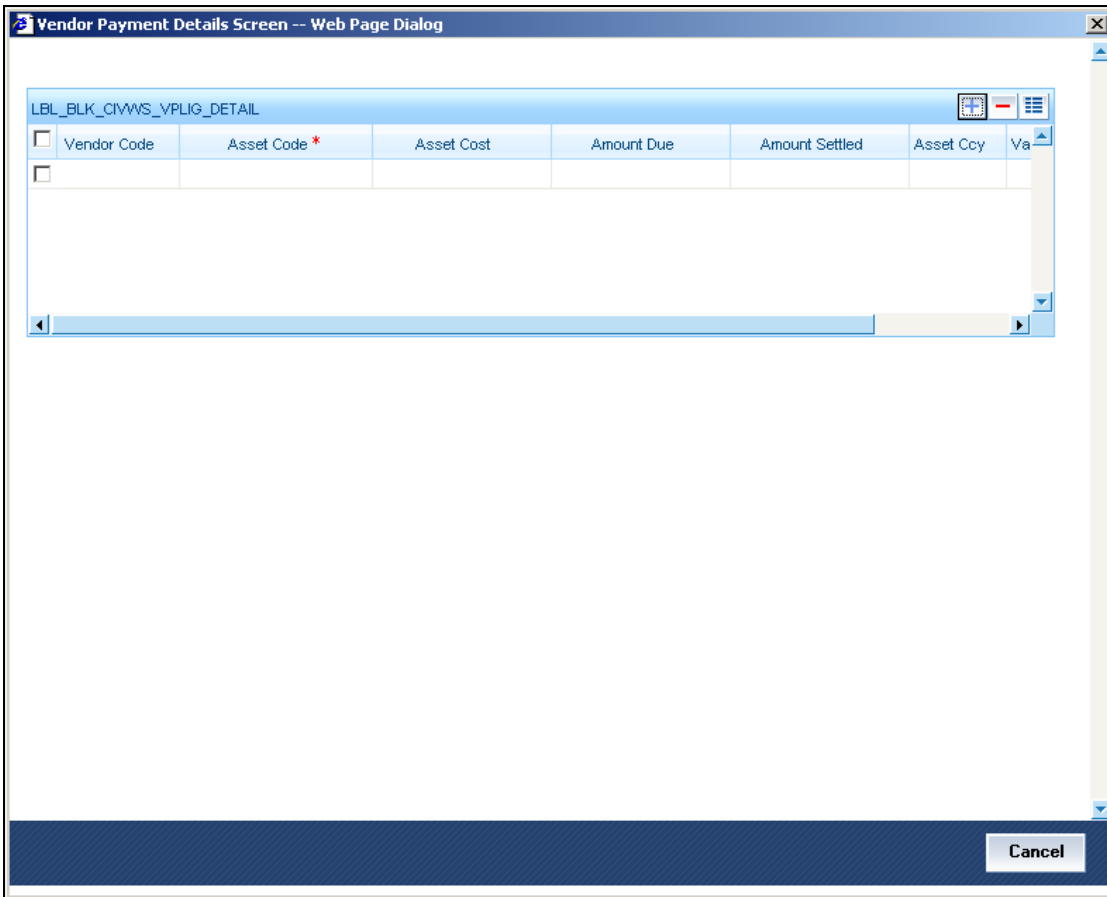 Vendor Payment Details Screen -- Web Page Dialog
LBL_BLK_CIVWS_VPLIG_DETAIL
Vendor Code Asset Code * Asset Cost Amount Due Amount Settled Asset Ccy Va
Cancel